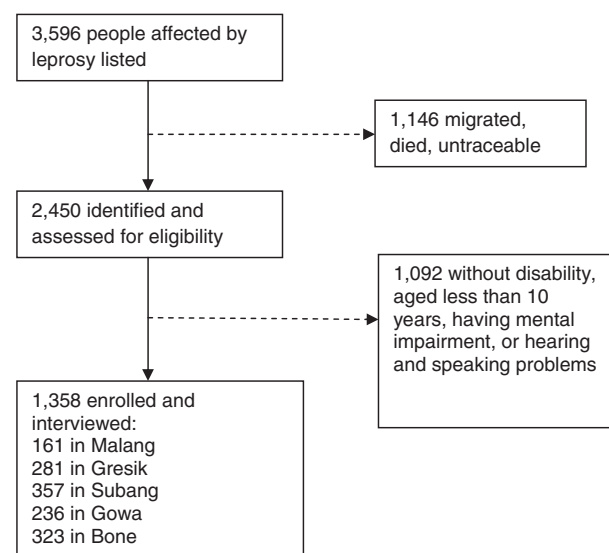 3,596 people affected by
leprosy listed
1,146 migrated,
died, untraceable
2,450 identified and
assessed for eligibility
1,092 without disability,
aged less than 10
years, having mental
impairment, or hearing
and speaking problems
1,358 enrolled and
interviewed:
161 in Malang
281 in Gresik
357 in Subang
236 in Gowa
323 in Bone